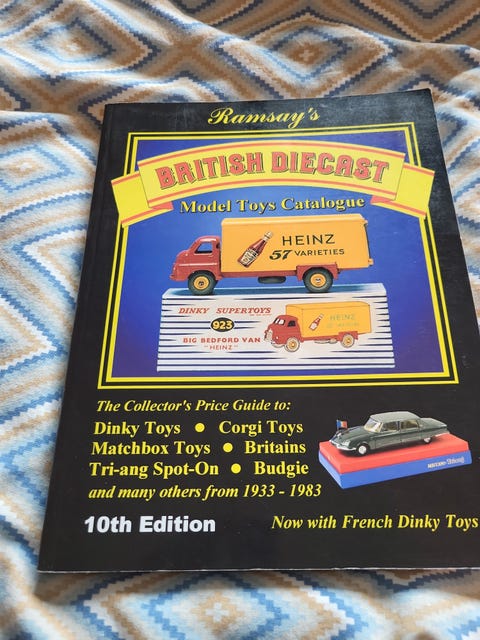 Ramsay's
BRITISH DIECAST
Model Toys Catalogue
HEINZ
57 VARIETIES
DINKY SUPERTOYS
923
BIG BEDFORD VAN
"HEINZ"
HEINZ
The Collector's Price Guide to:
Dinky Toys ● Corgi Toys
Matchbox Toys ● Britains
Tri-ang Spot-On ● Budgie
and many others from 1933 - 1983
10th Edition
Now with French Dinky Toys